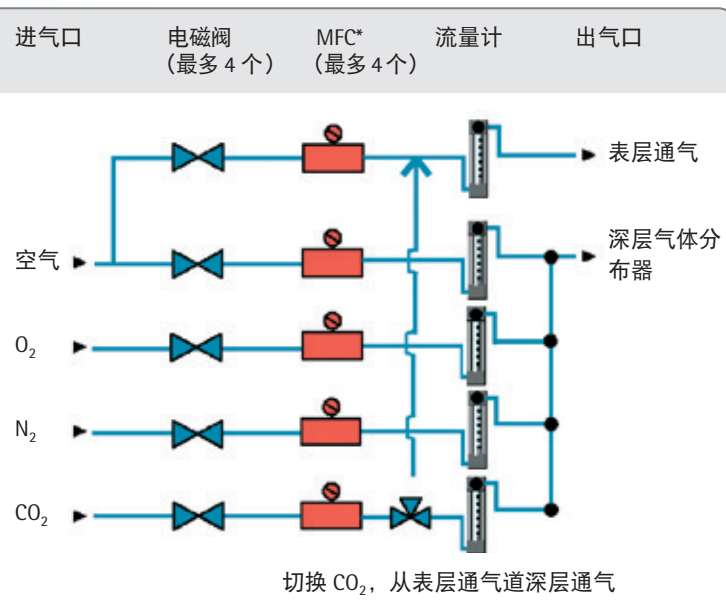 进气口 电磁阀 MFC* 流量计 出气口
(最多 4 个) (最多 4 个)
表层通气
空气
深层气体分
布器
O₂
N₂
CO₂
切换 CO₂，从表层通气道深层通气